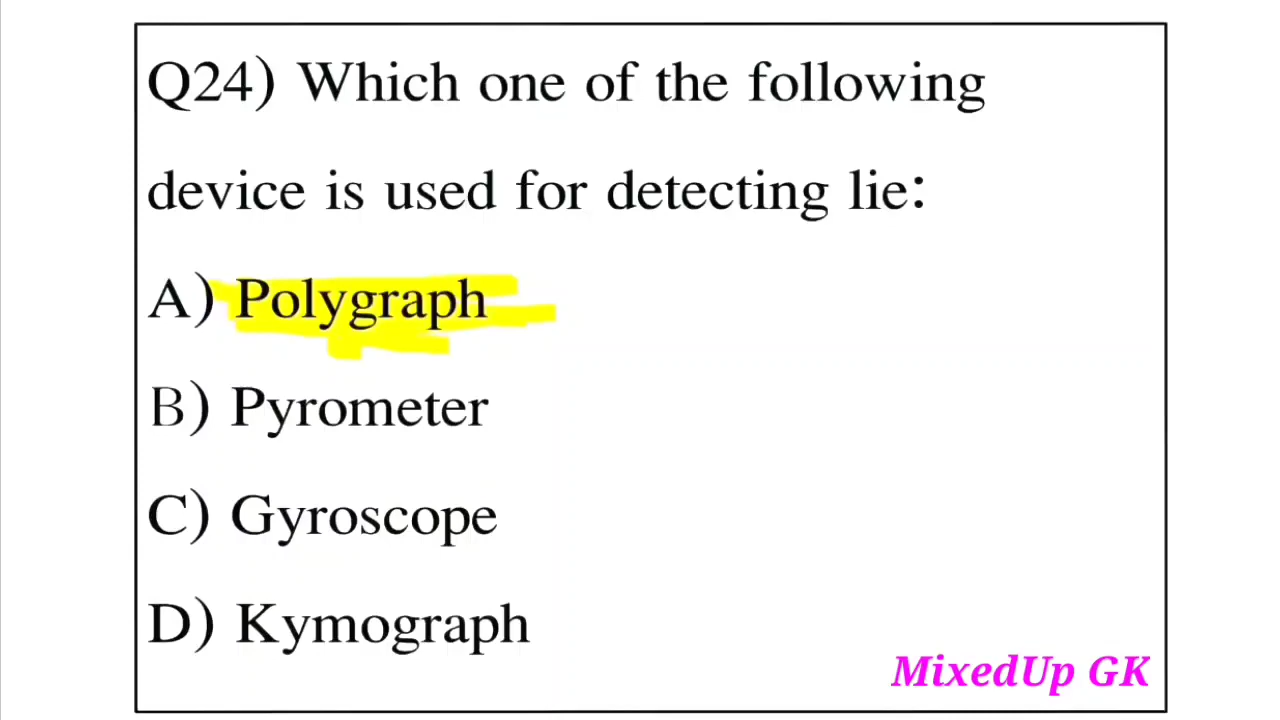 Q24) Which one of the following
device is used for detecting lie:
A) Polygraph
B) Pyrometer
C) Gyroscope
D) Kymograph
MixedUp GK